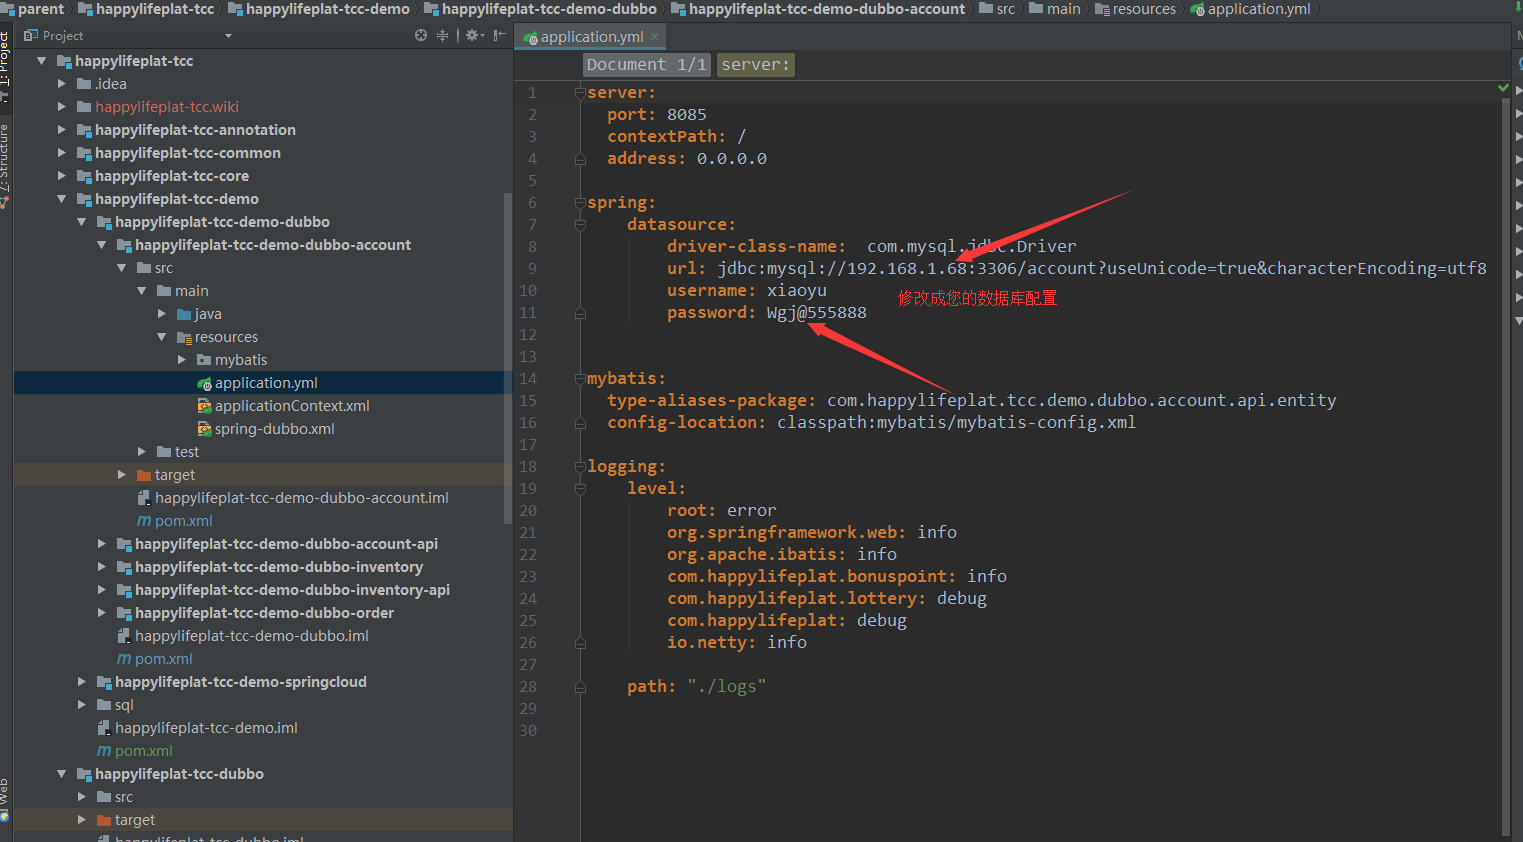 parent happylifeplat-tcc happylifeplat-tcc-demo happylifeplat-tcc-demo-dubbo happylifeplat-tcc-demo-dubbo-account src main resources application.yml
1: Project
7: Structure
Web
Project
happylifeplat-tcc
.idea
happylifeplat-tcc.wiki
happylifeplat-tcc-annotation
happylifeplat-tcc-common
happylifeplat-tcc-core
happylifeplat-tcc-demo
happylifeplat-tcc-demo-dubbo
happylifeplat-tcc-demo-dubbo-account
src
main
java
resources
mybatis
application.yml
applicationContext.xml
spring-dubbo.xml
test
target
happylifeplat-tcc-demo-dubbo-account.iml
pom.xml
happylifeplat-tcc-demo-dubbo-account-api
happylifeplat-tcc-demo-dubbo-inventory
happylifeplat-tcc-demo-dubbo-inventory-api
happylifeplat-tcc-demo-dubbo-order
happylifeplat-tcc-demo-dubbo.iml
pom.xml
happylifeplat-tcc-demo-springcloud
sql
happylifeplat-tcc-demo.iml
pom.xml
happylifeplat-tcc-dubbo
src
target
application.yml
Document 1/1 server:
1 server:
2 port: 8085
3 contextPath: /
4 address: 0.0.0.0
5
6 spring:
7 datasource:
8 driver-class-name: com.mysql.jdbc.Driver
9 url: jdbc:mysql://192.168.1.68:3306/account?useUnicode=true&characterEncoding=utf8
10 username: xiaoyu
修改成您的数据库配置
11 password: Wgj@555888
12
13
14 mybatis:
15 type-aliases-package: com.happylifeplat.tcc.demo.dubbo.account.api.entity
16 config-location: classpath:mybatis/mybatis-config.xml
17
18 logging:
19 level:
20 root: error
21 org.springframework.web: info
22 org.apache.ibatis: info
23 com.happylifeplat.bonuspoint: info
24 com.happylifeplat.lottery: debug
25 com.happylifeplat: debug
26 io.netty: info
27
28 path: "./logs"
29
30